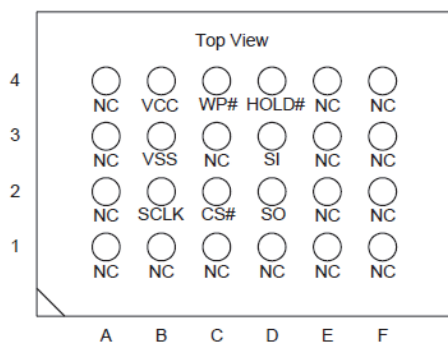 Top View
4
NC VCC WP# HOLD# NC NC
3
NC VSS NC SI NC NC
2
NC SCLK CS# SO NC NC
1
NC NC NC NC NC NC
A B C D E F